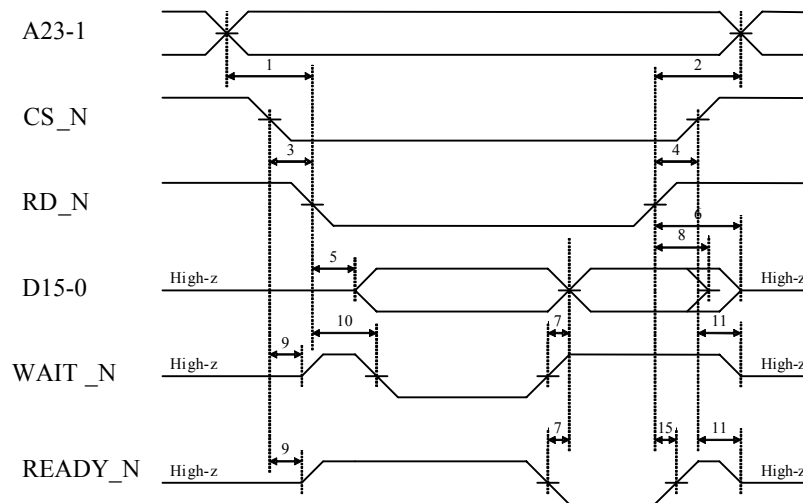 A23-1
1 2
CS_N
3 4
RD_N
6
8
5
D15-0 High-z High-z
10 7 11
9
WAIT _N High-z High-z
7 15 11
9
READY_N High-z High-z